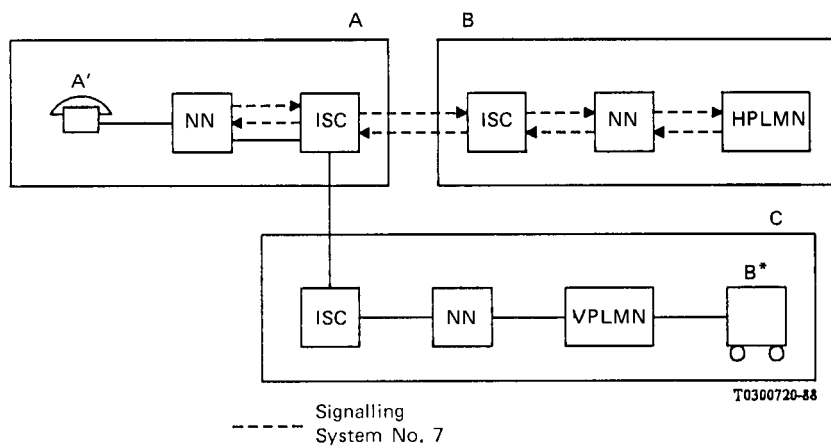 A
B
A'
NN
ISC
ISC
NN
HPLMN
C
B*
ISC
NN
VPLMN
T0300720-88
Signalling
System No. 7